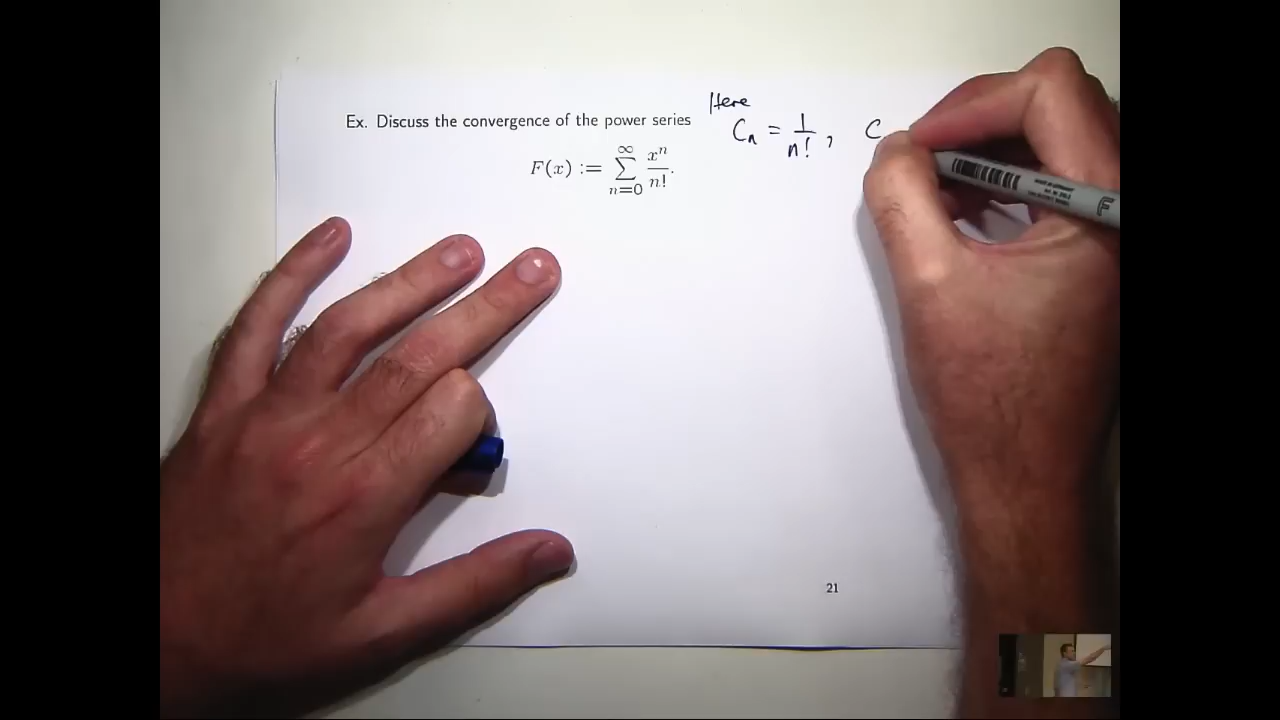 Ex. Discuss the convergence of the power series
F(x) := ∑_{n=0}^{∞} x^n/n!.
Here
C_n = 1/n!, C
21